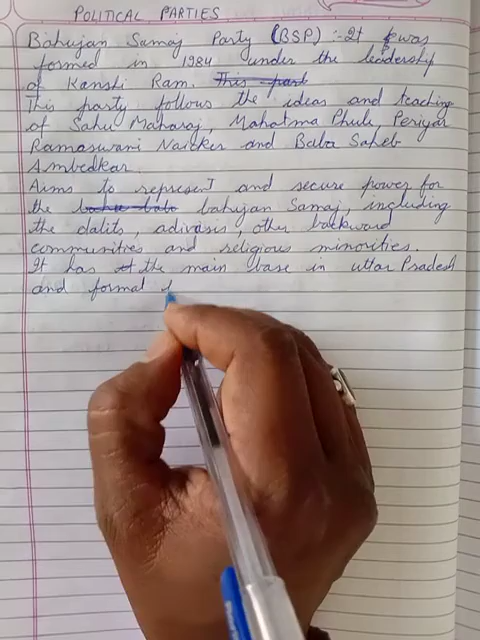 POLITICAL PARTIES
Bahujan Samaj Party (BSP) :- It was
formed in 1984 under the leadership
of Kanshi Ram. This part
This party follows the ideas and teaching
of Sahu Maharaj, Mahatma Phule, Periyar
Ramaswani Naicker and Baba Saheb
Ambedkar.
Aims to represent and secure power for
the bahujan Samaj, including
the dalits, adivasis, other backward
communities and religious minorities.
It has the main base in Uttar Pradesh
and formal